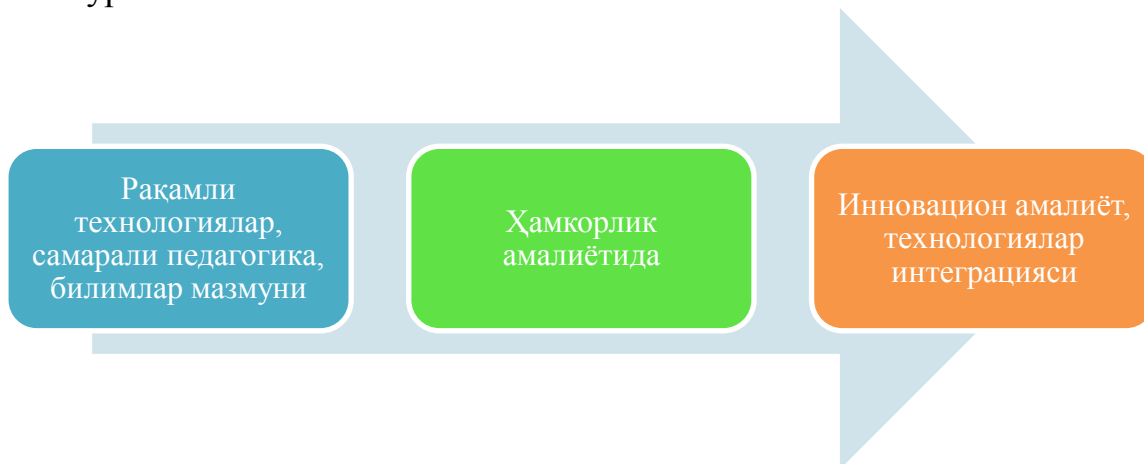 Рақамли
технологиялар,
самарали педагогика,
билимлар мазмуни
Ҳамкорлик
амалиётида
Инновацион амалиёт,
технологиялар
интеграцияси